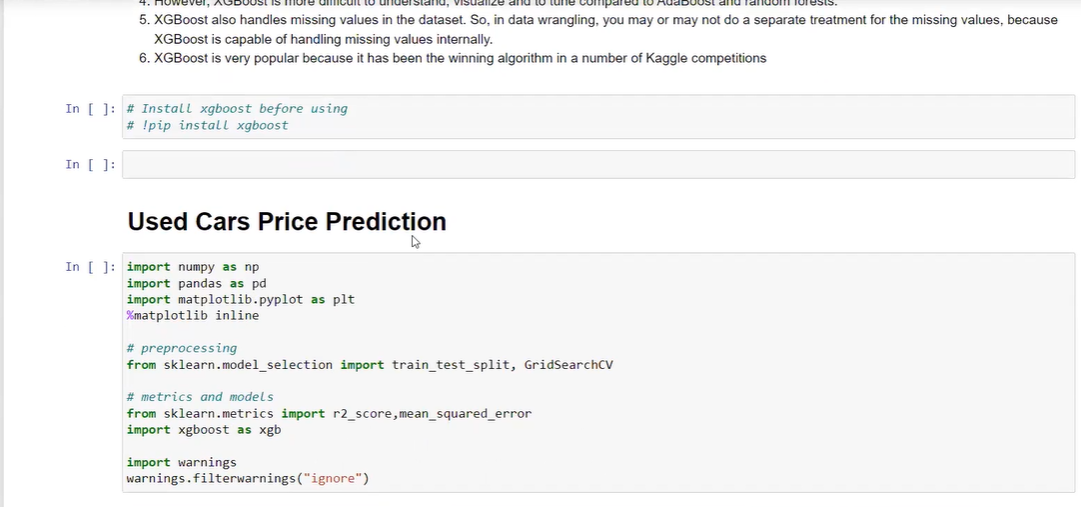 4. However, XGBoost is more difficult to understand, visualize and to tune compared to AdaBoost and random forests.
5. XGBoost also handles missing values in the dataset. So, in data wrangling, you may or may not do a separate treatment for the missing values, because
XGBoost is capable of handling missing values internally.
6. XGBoost is very popular because it has been the winning algorithm in a number of Kaggle competitions
In [ ]: # Install xgboost before using
# !pip install xgboost
In [ ]:
Used Cars Price Prediction
In [ ]: import numpy as np
import pandas as pd
import matplotlib.pyplot as plt
%matplotlib inline
# preprocessing
from sklearn.model_selection import train_test_split, GridSearchCV
# metrics and models
from sklearn.metrics import r2_score,mean_squared_error
import xgboost as xgb
import warnings
warnings.filterwarnings("ignore")